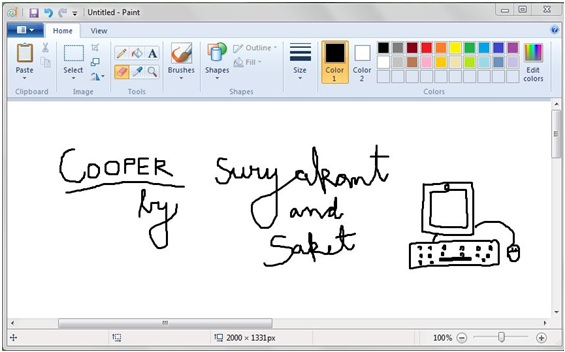 Untitled - Paint
Home View
Paste Select Brushes Shapes Outline Fill Size Color 1 Color 2 Edit colors
Clipboard Image Tools Shapes Colors
COOPER Suryakant
by and
Saket
2000 × 1331px 100%